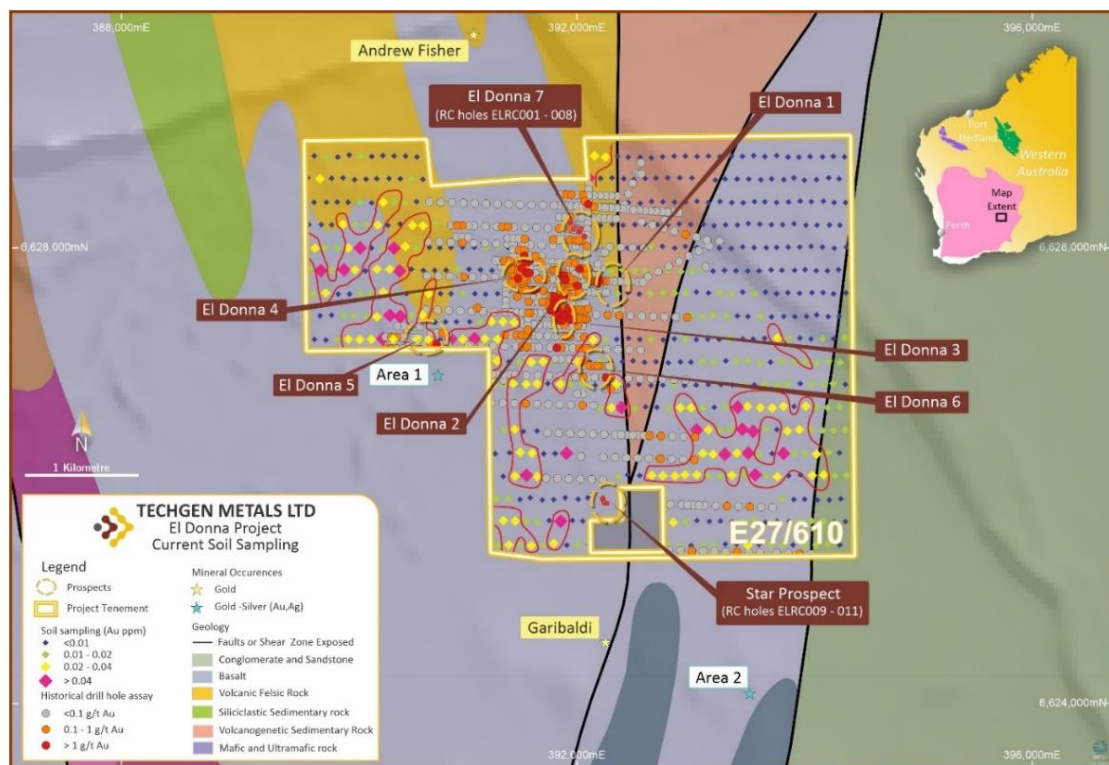 388,000mE
392,000mE
396,000mE
Andrew Fisher
El Donna 7
(RC holes ELRC001 - 008)
El Donna 1
Port
Hedland
Western
Australia
Map
Extent
Perth
6,628,000mN
6,628,000mN
El Donna 4
El Donna 3
El Donna 5
Area 1
El Donna 2
El Donna 6
N
1 Kilometre
E27/610
Star Prospect
(RC holes ELRC009 - 011)
Garibaldi
Area 2
6,624,000mN
392,000mE
396,000mE
TECHGEN METALS LTD
El Donna Project
Current Soil Sampling
Legend
Prospects
Project Tenement
Soil sampling (Au ppm)
<0.01
0.01 - 0.02
0.02 - 0.04
> 0.04
Historical drill hole assay
<0.1 g/t Au
0.1 - 1 g/t Au
> 1 g/t Au
Mineral Occurences
Gold
Gold -Silver (Au,Ag)
Geology
Faults or Shear Zone Exposed
Conglomerate and Sandstone
Basalt
Volcanic Felsic Rock
Siliciclastic Sedimentary rock
Volcanogenetic Sedimentary Rock
Mafic and Ultramafic rock